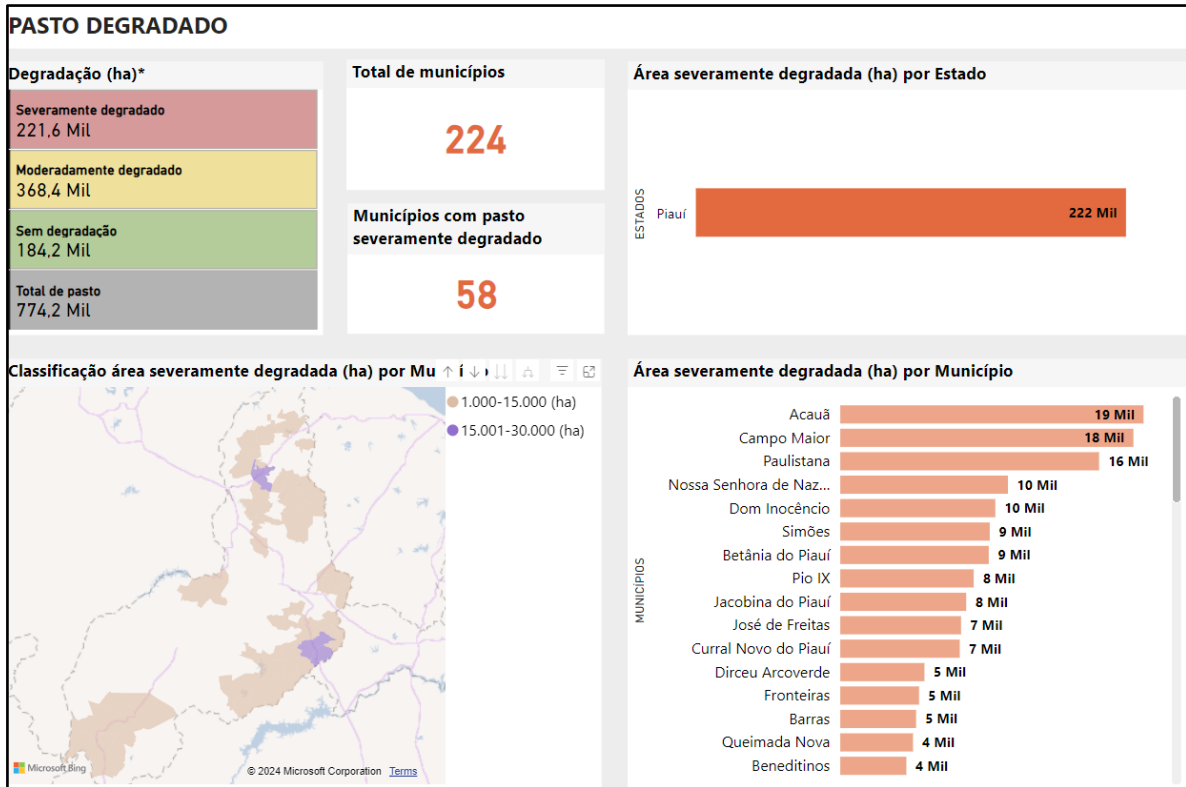 PASTO DEGRADADO
Degradação (ha)*
Severamente degradado
221,6 Mil
Moderadamente degradado
368,4 Mil
Sem degradação
184,2 Mil
Total de pasto
774,2 Mil
Total de municípios
224
Municípios com pasto
severamente degradado
58
Área severamente degradada (ha) por Estado
ESTADOS
Piauí
222 Mil
Classificação área severamente degradada (ha) por Mu
1.000-15.000 (ha)
15.001-30.000 (ha)
Microsoft Bing
© 2024 Microsoft Corporation Terms
Área severamente degradada (ha) por Município
MUNICÍPIOS
Acauã 19 Mil
Campo Maior 18 Mil
Paulistana 16 Mil
Nossa Senhora de Naz... 10 Mil
Dom Inocêncio 10 Mil
Simões 9 Mil
Betânia do Piauí 9 Mil
Pio IX 8 Mil
Jacobina do Piauí 8 Mil
José de Freitas 7 Mil
Curral Novo do Piauí 7 Mil
Dirceu Arcoverde 5 Mil
Fronteiras 5 Mil
Barras 5 Mil
Queimada Nova 4 Mil
Beneditinos 4 Mil